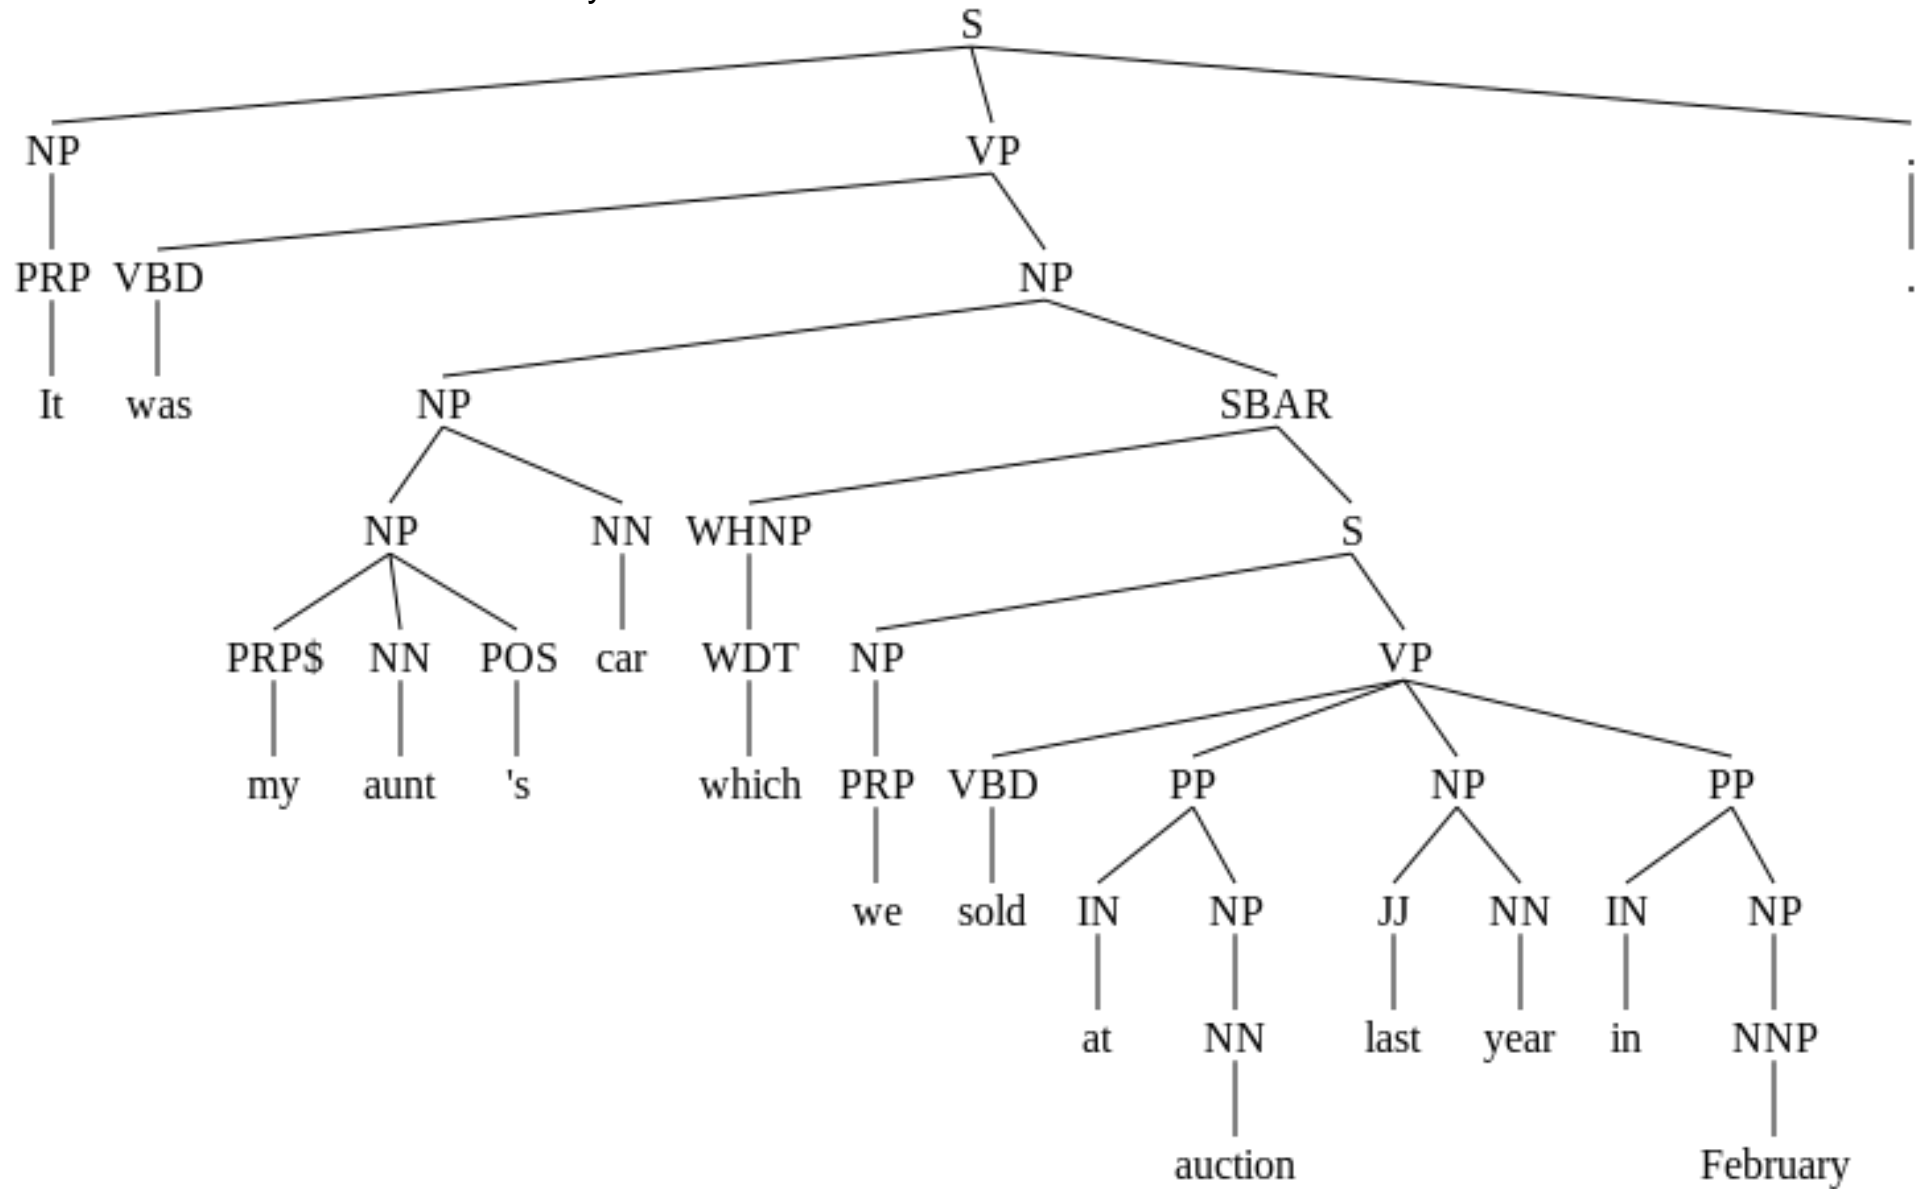 S
NP VP .
PRP VBD NP .
It was NP SBAR
NP NN WHNP S
PRP$ NN POS car WDT NP VP
my aunt 's which PRP VBD PP NP PP
we sold IN NP JJ NN IN NP
at NN last year in NNP
auction February